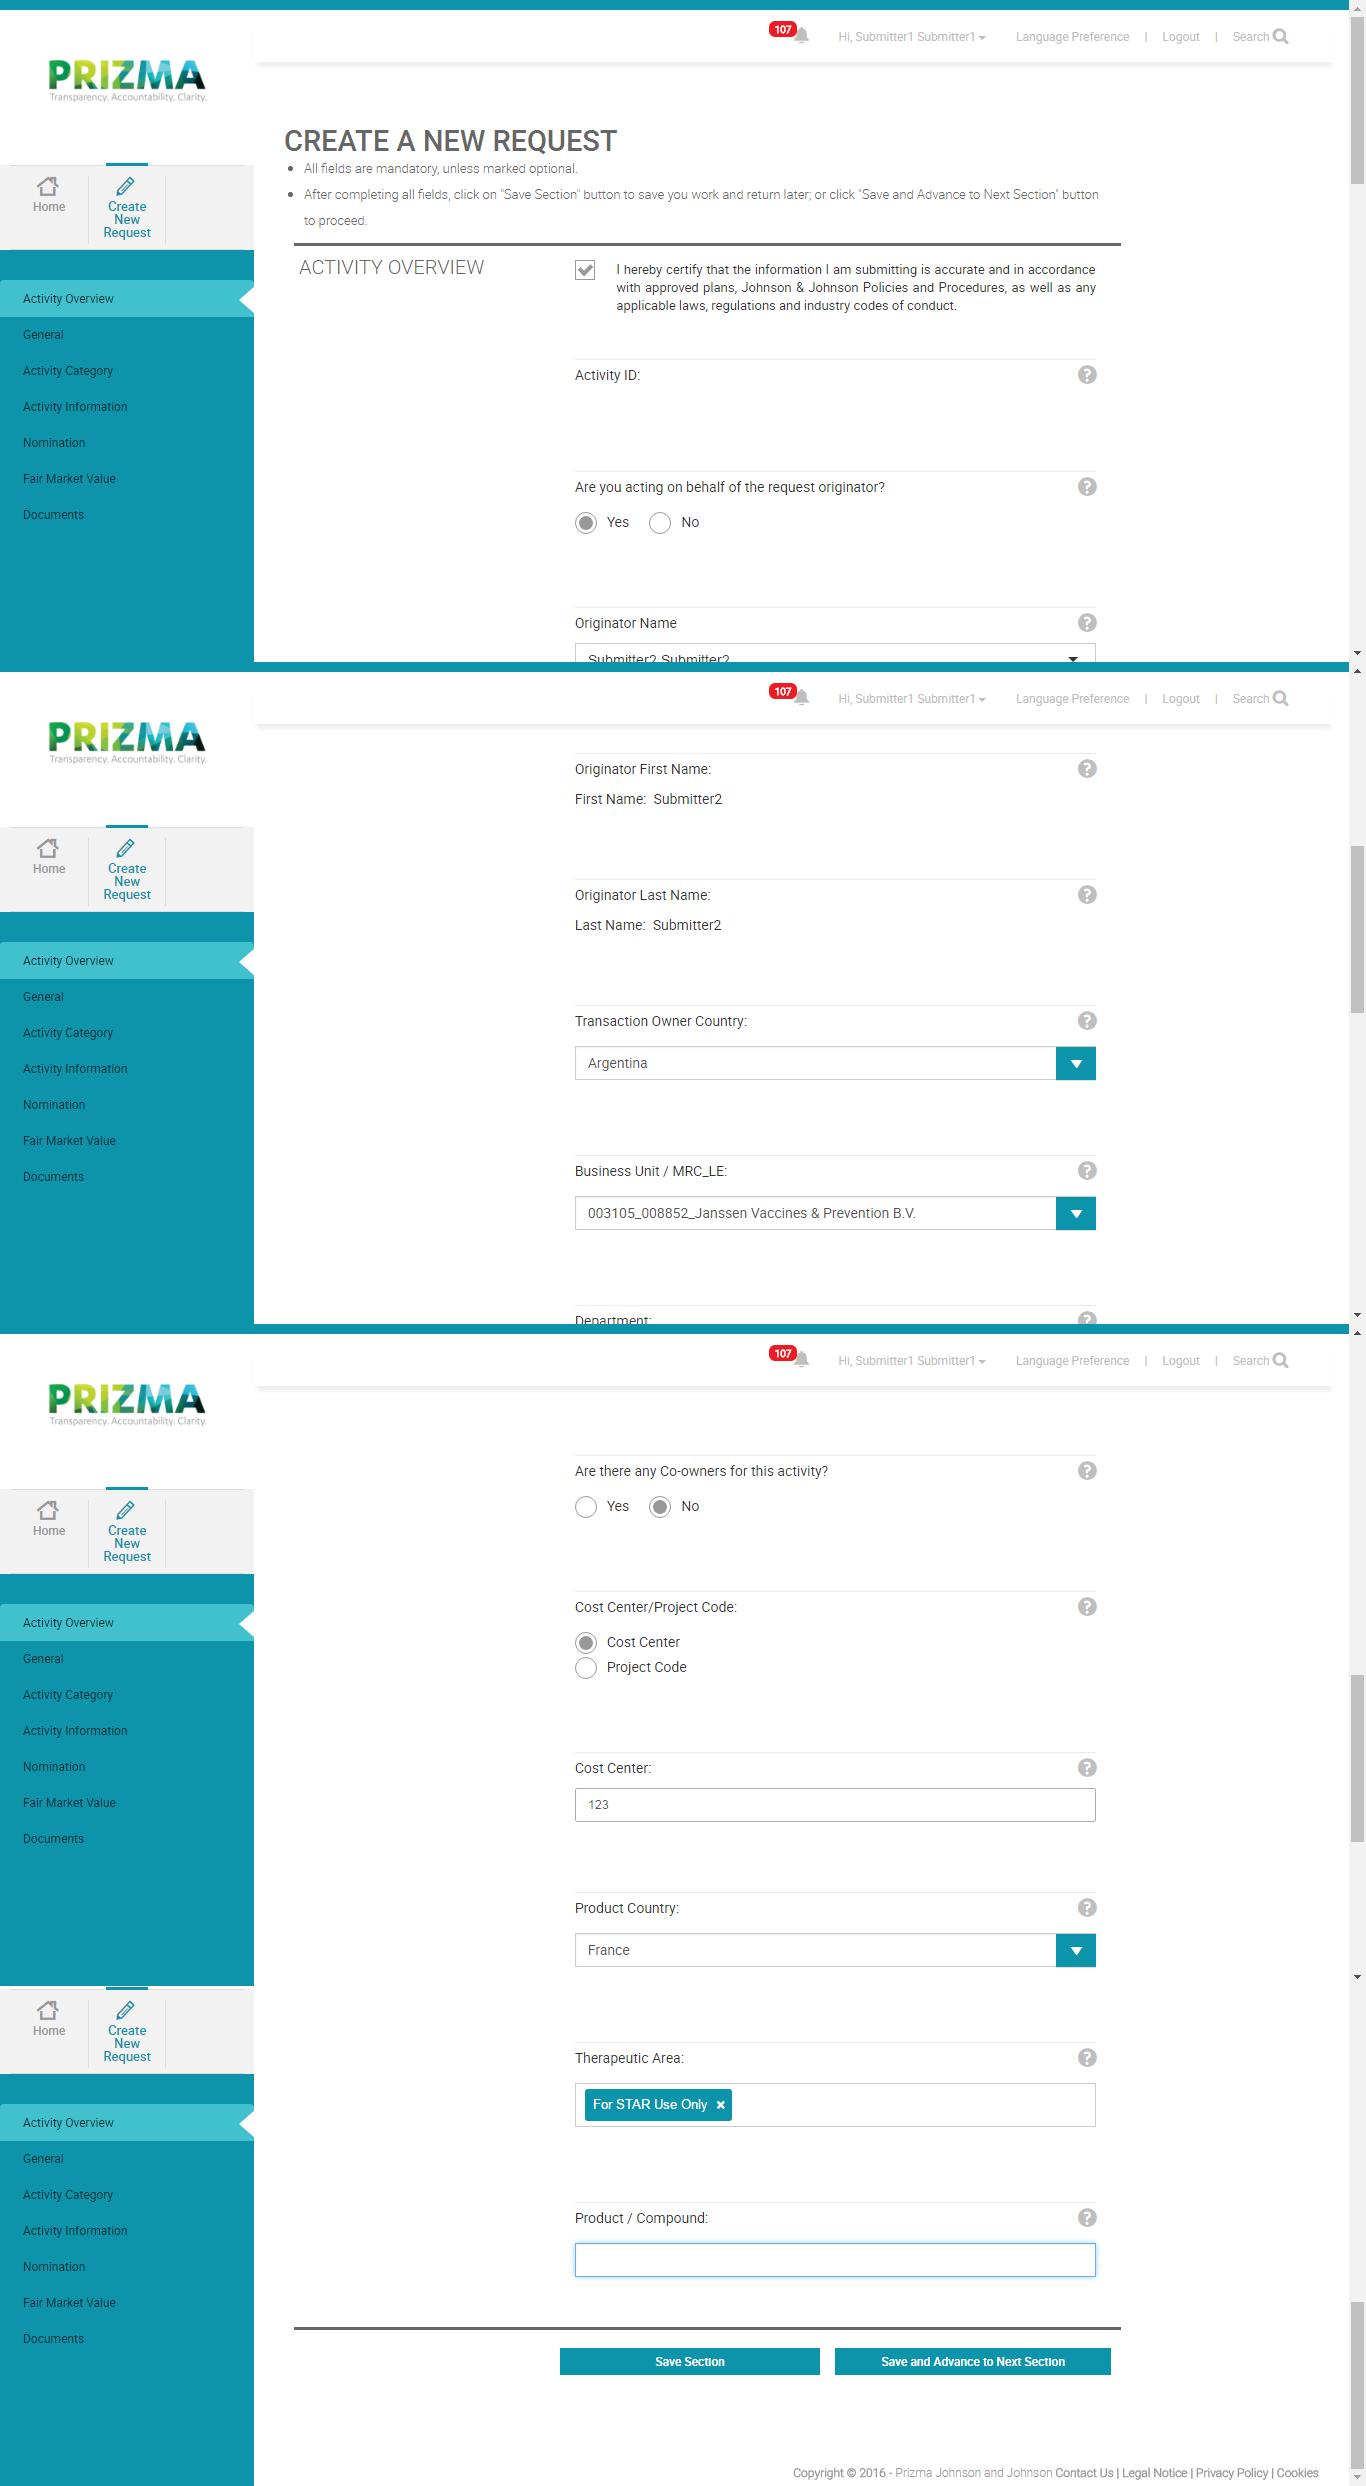 107
Hi, Submitter1 Submitter1
Language Preference | Logout | Search
PRIZMA
Transparency. Accountability. Clarity.
Home
Create
New
Request
Activity Overview
General
Activity Category
Activity Information
Nomination
Fair Market Value
Documents
CREATE A NEW REQUEST
All fields are mandatory, unless marked optional.
After completing all fields, click on "Save Section" button to save you work and return later; or click "Save and Advance to Next Section" button
to proceed.
ACTIVITY OVERVIEW
I hereby certify that the information I am submitting is accurate and in accordance
with approved plans, Johnson & Johnson Policies and Procedures, as well as any
applicable laws, regulations and industry codes of conduct.
Activity ID:
Are you acting on behalf of the request originator?
Yes No
Originator Name
Submitter2 Submitter2
107
Hi, Submitter1 Submitter1
Language Preference | Logout | Search
PRIZMA
Transparency. Accountability. Clarity.
Home
Create
New
Request
Activity Overview
General
Activity Category
Activity Information
Nomination
Fair Market Value
Documents
Originator First Name:
First Name: Submitter2
Originator Last Name:
Last Name: Submitter2
Transaction Owner Country:
Argentina
Business Unit / MRC_LE:
003105_008852_Janssen Vaccines & Prevention B.V.
Department:
107
Hi, Submitter1 Submitter1
Language Preference | Logout | Search
PRIZMA
Transparency. Accountability. Clarity.
Home
Create
New
Request
Activity Overview
General
Activity Category
Activity Information
Nomination
Fair Market Value
Documents
Are there any Co-owners for this activity?
Yes No
Cost Center/Project Code:
Cost Center
Project Code
Cost Center:
123
Product Country:
France
Home
Create
New
Request
Activity Overview
General
Activity Category
Activity Information
Nomination
Fair Market Value
Documents
Therapeutic Area:
For STAR Use Only ×
Product / Compound:
Save Section
Save and Advance to Next Section
Copyright © 2016 - Prizma Johnson and Johnson Contact Us | Legal Notice | Privacy Policy | Cookies